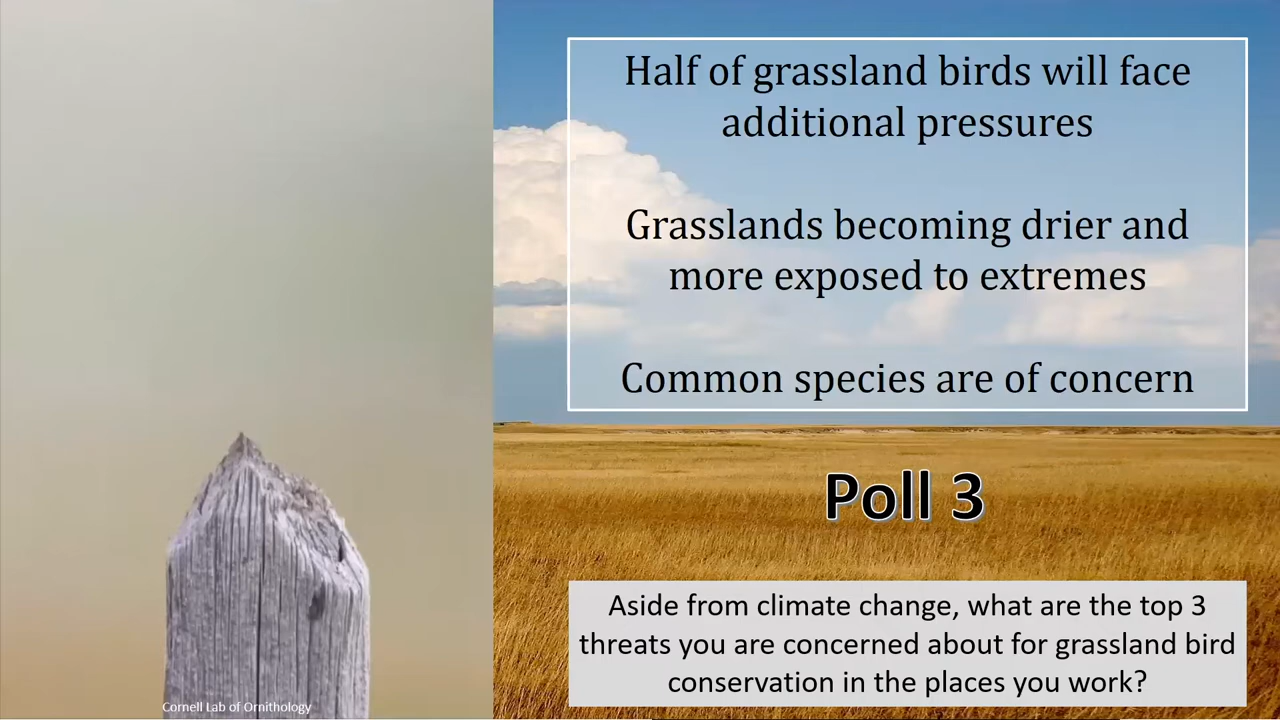 Half of grassland birds will face
additional pressures
Grasslands becoming drier and
more exposed to extremes
Common species are of concern
Poll 3
Aside from climate change, what are the top 3
threats you are concerned about for grassland bird
conservation in the places you work?
Cornell Lab of Ornithology